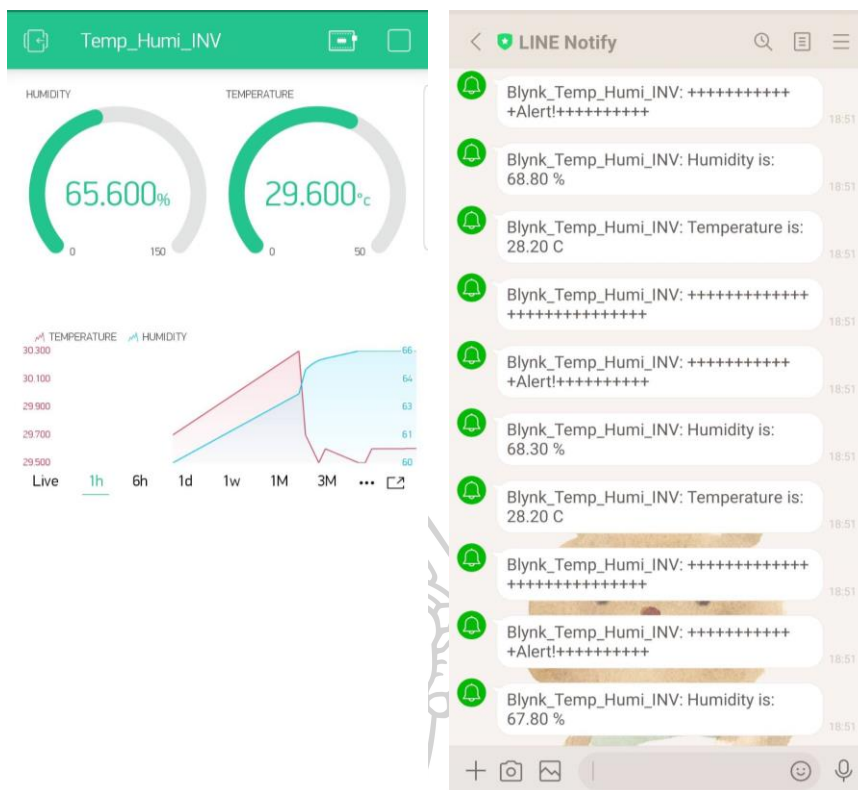 Temp_Humi_INV
HUMIDITY
TEMPERATURE
65.600%
29.600°c
0
150
0
50
TEMPERATURE
HUMIDITY
30.300
30.100
29.900
29.700
29.500
66
64
63
61
60
Live
1h
6h
1d
1w
1M
3M
...
LINE Notify
Blynk_Temp_Humi_INV: +++++++++++
+Alert!++++++++++
18:51
Blynk_Temp_Humi_INV: Humidity is:
68.80 %
18:51
Blynk_Temp_Humi_INV: Temperature is:
28.20 C
18:51
Blynk_Temp_Humi_INV: +++++++++++++
+++++++++++++++
18:51
Blynk_Temp_Humi_INV: +++++++++++
+Alert!++++++++++
18:51
Blynk_Temp_Humi_INV: Humidity is:
68.30 %
18:51
Blynk_Temp_Humi_INV: Temperature is:
28.20 C
18:51
Blynk_Temp_Humi_INV: +++++++++++++
+++++++++++++++
18:51
Blynk_Temp_Humi_INV: +++++++++++
+Alert!++++++++++
18:51
Blynk_Temp_Humi_INV: Humidity is:
67.80 %
18:51